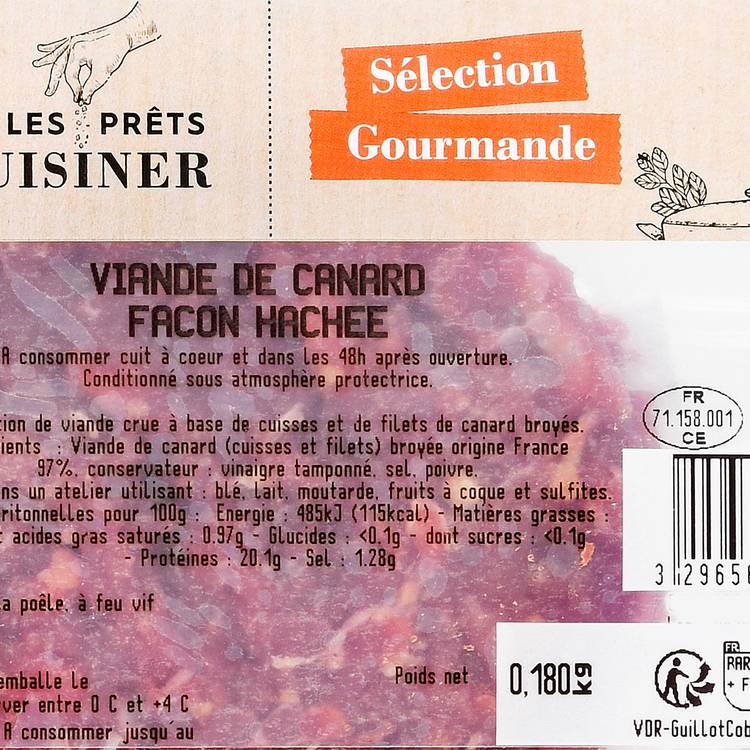 LES PRÊTS
UISINER
Sélection
Gourmande
VIANDE DE CANARD
FACON HACHEE
A consommer cuit à coeur et dans les 48h après ouverture.
Conditionné sous atmosphère protectrice.
tion de viande crue à base de cuisses et de filets de canard broyés.
ients : Viande de canard (cuisses et filets) broyée origine France
97%, conservateur : vinaigre tamponné, sel, poivre.
ns un atelier utilisant : blé, lait, moutarde, fruits à coque et sulfites.
ritonnelles pour 100g : Energie : 485kJ (115kcal) - Matières grasses :
t acides gras saturés : 0.97g - Glucides : <0.1g - dont sucres : <0.1g
- Protéines : 20.1g - Sel : 1.28g
FR
71.158.001
CE
3 29656
la poêle, à feu vif
emballe le
ver entre 0 C et +4 C
A consommer jusqu'au
Poids net
0,180kg
FR
BAR
+ F
VDR-GuillotCob